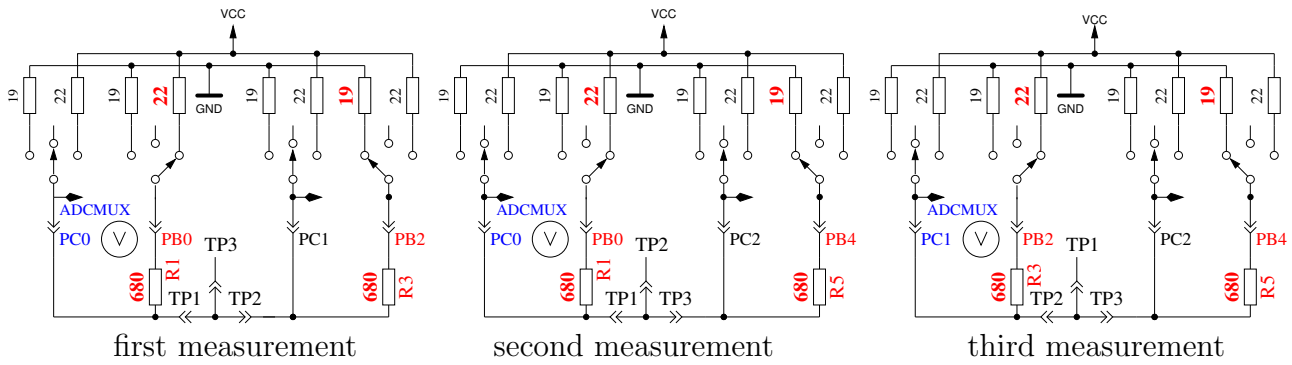 VCC
19
22
19
22
GND
19
22
19
22
ADCMUX
PC0
V
PB0
TP3
PC1
PB2
680
R1
TP1
TP2
680
R3
first measurement
VCC
19
22
19
22
GND
19
22
19
22
ADCMUX
PC0
V
PB0
TP2
PC2
PB4
680
R1
TP1
TP3
680
R5
second measurement
VCC
19
22
19
22
GND
19
22
19
22
ADCMUX
PC1
V
PB2
TP1
PC2
PB4
680
R3
TP2
TP3
680
R5
third measurement